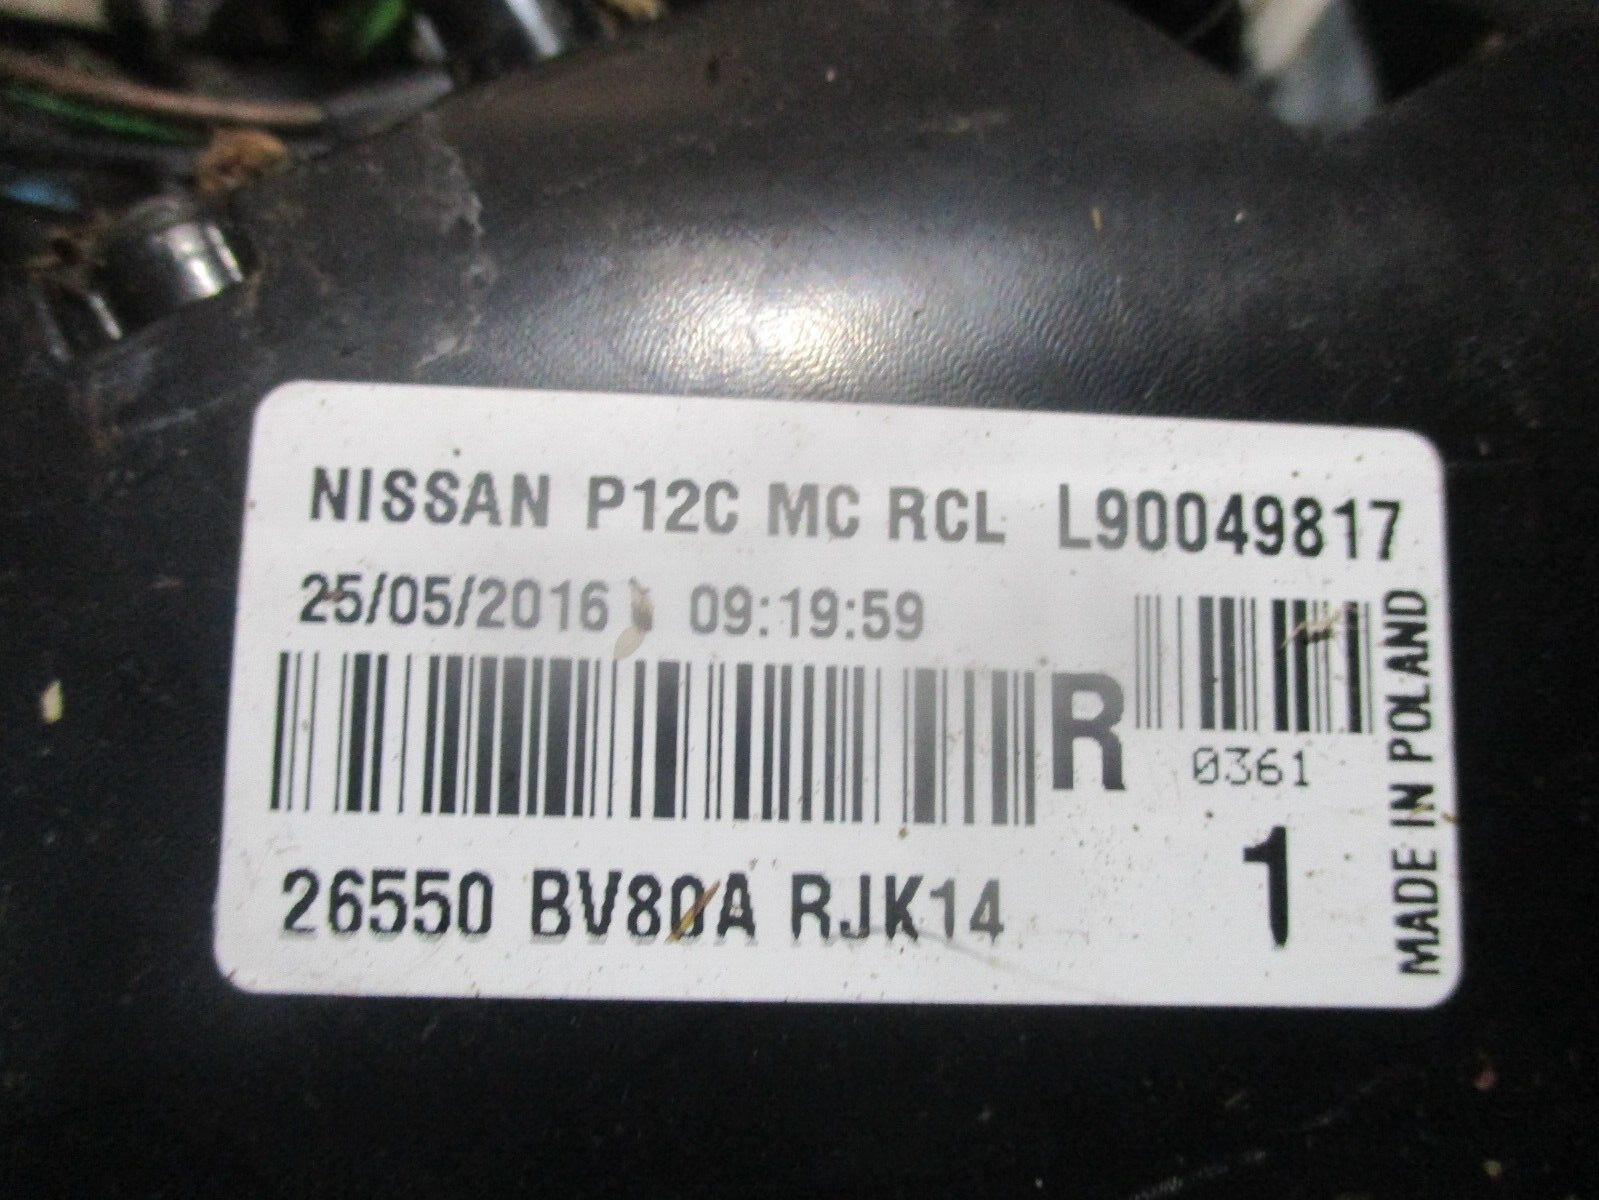 NISSAN P12C MC RCL L90049817
25/05/2016 09:19:59
R
0361
26550 BV80A RJK14
1
MADE IN POLAND